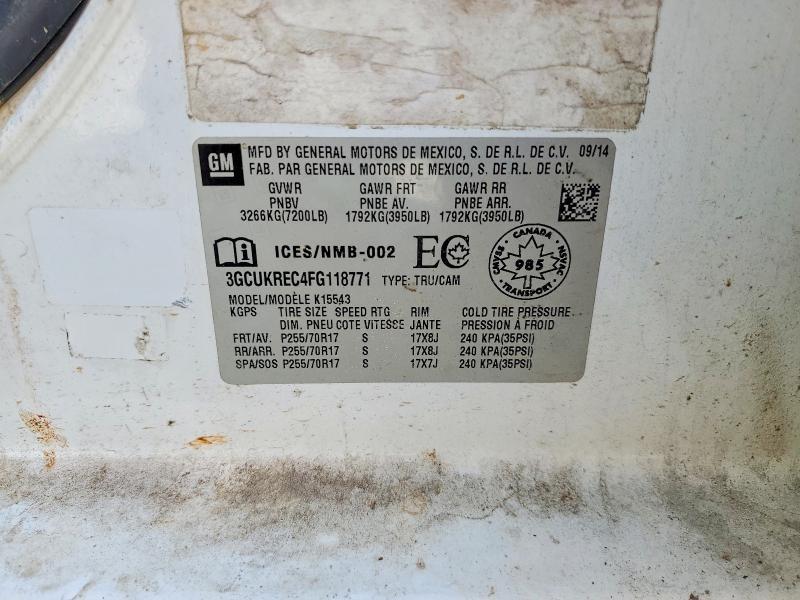 GM
MFD BY GENERAL MOTORS DE MEXICO, S. DE R.L. DE C.V. 09/14
FAB. PAR GENERAL MOTORS DE MEXICO, S. DE R.L. DE C.V.
GVWR GAWR FRT GAWR RR
PNBV PNBE AV. PNBE ARR.
3266KG(7200LB) 1792KG(3950LB) 1792KG(3950LB)
i ICES/NMB-002 EC
CANADA
CMVSS 985 NSVAC
TRANSPORT
3GCUKREC4FG118771 TYPE: TRU/CAM
MODEL/MODÈLE K15543
KGPS TIRE SIZE SPEED RTG RIM COLD TIRE PRESSURE
DIM. PNEU COTE VITESSE JANTE PRESSION À FROID
FRT/AV. P255/70R17 S 17X8J 240 KPA(35PSI)
RR/ARR. P255/70R17 S 17X8J 240 KPA(35PSI)
SPA/SOS P255/70R17 S 17X7J 240 KPA(35PSI)